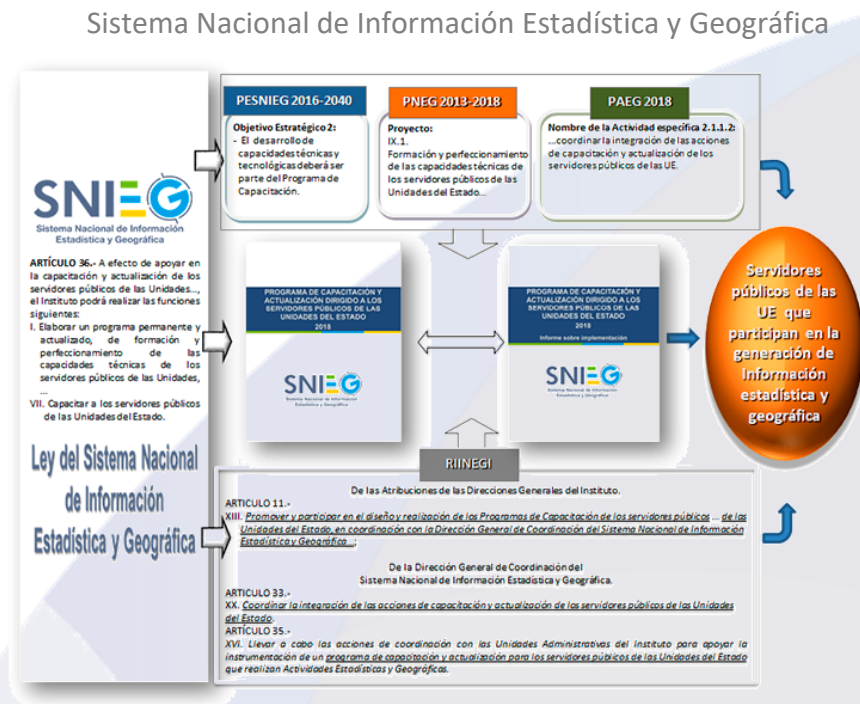 Sistema Nacional de Información Estadística y Geográfica
SNIEG
Sistema Nacional de Información
Estadística y Geográfica
ARTÍCULO 36.- A efecto de apoyar en
la capacitación y actualización de los
servidores públicos de las Unidades...,
el Instituto podrá realizar las funciones
siguientes:
I. Elaborar un programa permanente y
actualizado, de formación y
perfeccionamiento de las
capacidades técnicas de los
servidores públicos de las Unidades,
...
VII. Capacitar a los servidores públicos
de las Unidades del Estado.
Ley del Sistema Nacional
de Información
Estadística y Geográfica
PESNIEG 2016-2040
Objetivo Estratégico 2:
- El desarrollo de
capacidades técnicas y
tecnológicas deberá ser
parte del Programa de
Capacitación.
PNEG 2013-2018
Proyecto:
IX.1.
Formación y perfeccionamiento
de las capacidades técnicas de
los servidores públicos de las
Unidades del Estado...
PAEG 2018
Nombre de la Actividad específica 2.1.1.2:
...coordinar la integración de las acciones
de capacitación y actualización de los
servidores públicos de las UE.
PROGRAMA DE CAPACITACIÓN Y
ACTUALIZACIÓN DIRIGIDO A LOS
SERVIDORES PÚBLICOS DE LAS
UNIDADES DEL ESTADO
2018
SNIEG
Sistema Nacional de Información
Estadística y Geográfica
PROGRAMA DE CAPACITACIÓN Y
ACTUALIZACIÓN DIRIGIDO A LOS
SERVIDORES PÚBLICOS DE LAS
UNIDADES DEL ESTADO
2018
Informe sobre implementación
SNIEG
Sistema Nacional de Información
Estadística y Geográfica
Servidores
públicos de las
UE que
participan en la
generación de
Información
estadística y
geográfica
RIINEGI
De las Atribuciones de las Direcciones Generales del Instituto.
ARTICULO 11.-
XIII. Promover y participar en el diseño y realización de los Programas de Capacitación de los servidores públicos ... de las
Unidades del Estado, en coordinación con la Dirección General de Coordinación del Sistema Nacional de Información
Estadística y Geográfica...;
De la Dirección General de Coordinación del
Sistema Nacional de Información Estadística y Geográfica.
ARTICULO 33.-
XX. Coordinar la integración de las acciones de capacitación y actualización de los servidores públicos de las Unidades
del Estado.
ARTÍCULO 35.-
XVI. Llevar a cabo las acciones de coordinación con las Unidades Administrativas del Instituto para apoyar la
instrumentación de un programa de capacitación y actualización para los servidores públicos de las Unidades del Estado
que realizan Actividades Estadísticas y Geográficas.